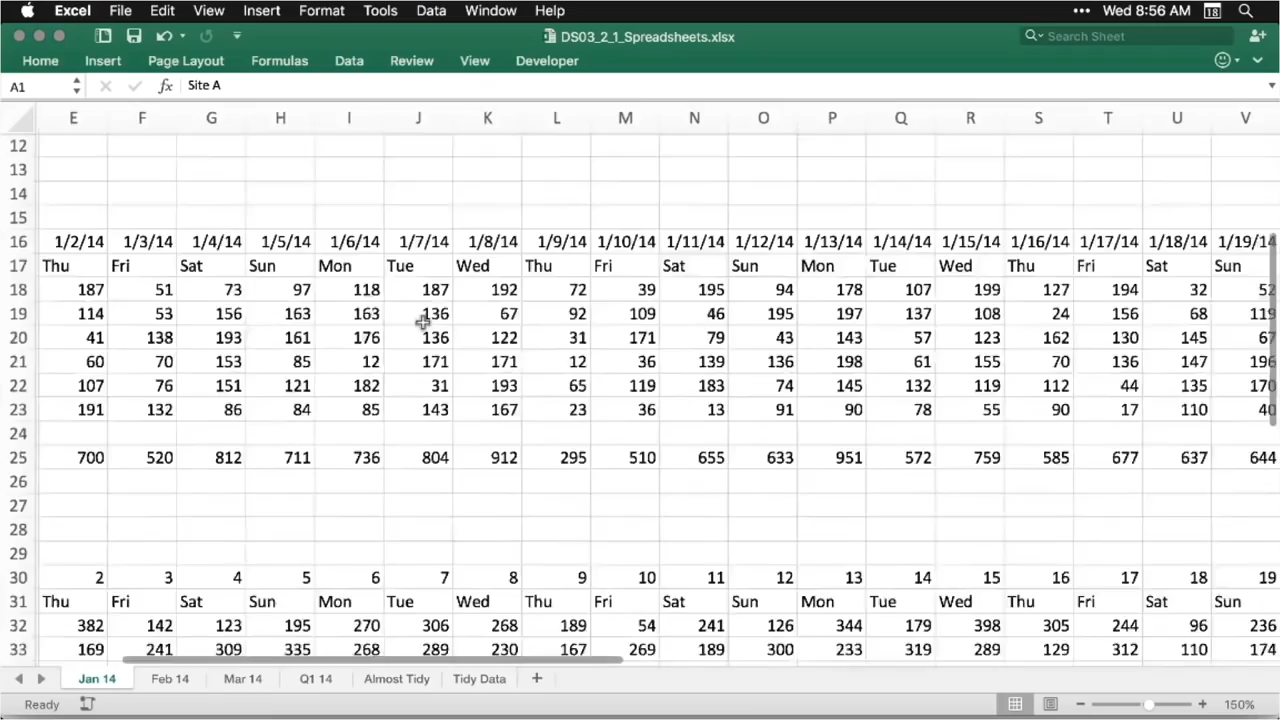 Excel File Edit View Insert Format Tools Data Window Help ••• Wed 8:56 AM 18
DS03_2_1_Spreadsheets.xlsx Search Sheet
Home Insert Page Layout Formulas Data Review View Developer
A1 fx Site A
E F G H I J K L M N O P Q R S T U V
12
13
14
15
16 1/2/14 1/3/14 1/4/14 1/5/14 1/6/14 1/7/14 1/8/14 1/9/14 1/10/14 1/11/14 1/12/14 1/13/14 1/14/14 1/15/14 1/16/14 1/17/14 1/18/14 1/19/14
17 Thu Fri Sat Sun Mon Tue Wed Thu Fri Sat Sun Mon Tue Wed Thu Fri Sat Sun
18 187 51 73 97 118 187 192 72 39 195 94 178 107 199 127 194 32 52
19 114 53 156 163 163 136 67 92 109 46 195 197 137 108 24 156 68 119
20 41 138 193 161 176 136 122 31 171 79 43 143 57 123 162 130 145 67
21 60 70 153 85 12 171 171 12 36 139 136 198 61 155 70 136 147 196
22 107 76 151 121 182 31 193 65 119 183 74 145 132 119 112 44 135 170
23 191 132 86 84 85 143 167 23 36 13 91 90 78 55 90 17 110 40
24
25 700 520 812 711 736 804 912 295 510 655 633 951 572 759 585 677 637 644
26
27
28
29
30 2 3 4 5 6 7 8 9 10 11 12 13 14 15 16 17 18 19
31 Thu Fri Sat Sun Mon Tue Wed Thu Fri Sat Sun Mon Tue Wed Thu Fri Sat Sun
32 382 142 123 195 270 306 268 189 54 241 126 344 179 398 305 244 96 236
33 169 241 309 335 268 289 230 167 269 189 300 233 319 289 129 312 110 174
Jan 14 Feb 14 Mar 14 Q1 14 Almost Tidy Tidy Data +
Ready 150%